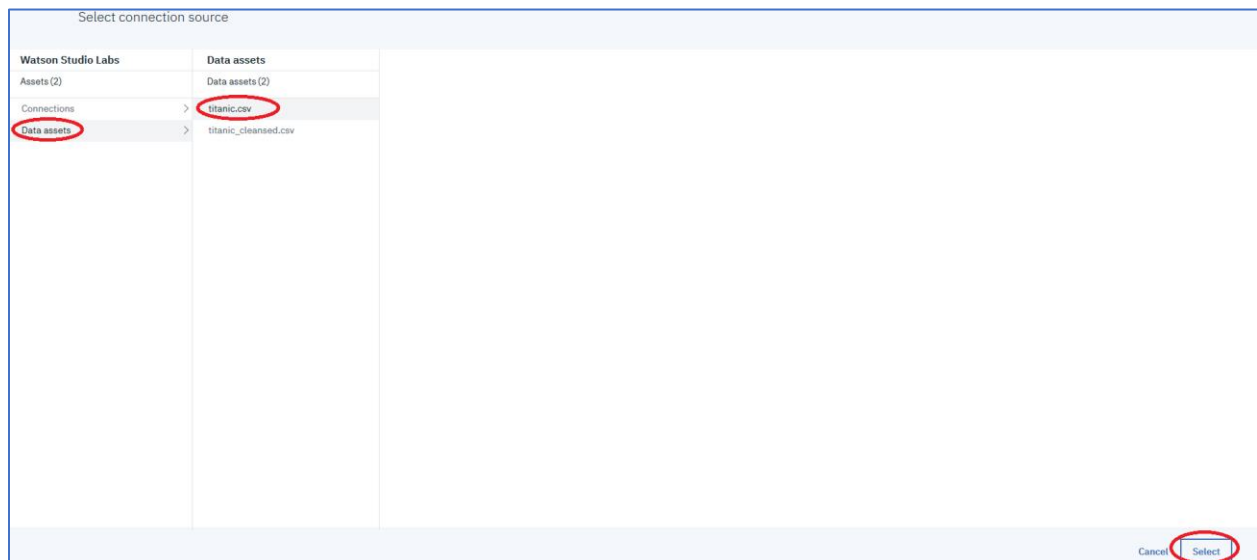 Select connection source
Watson Studio Labs
Assets (2)
Connections
Data assets
Data assets
Data assets (2)
titanic.csv
titanic_cleansed.csv
Cancel
Select